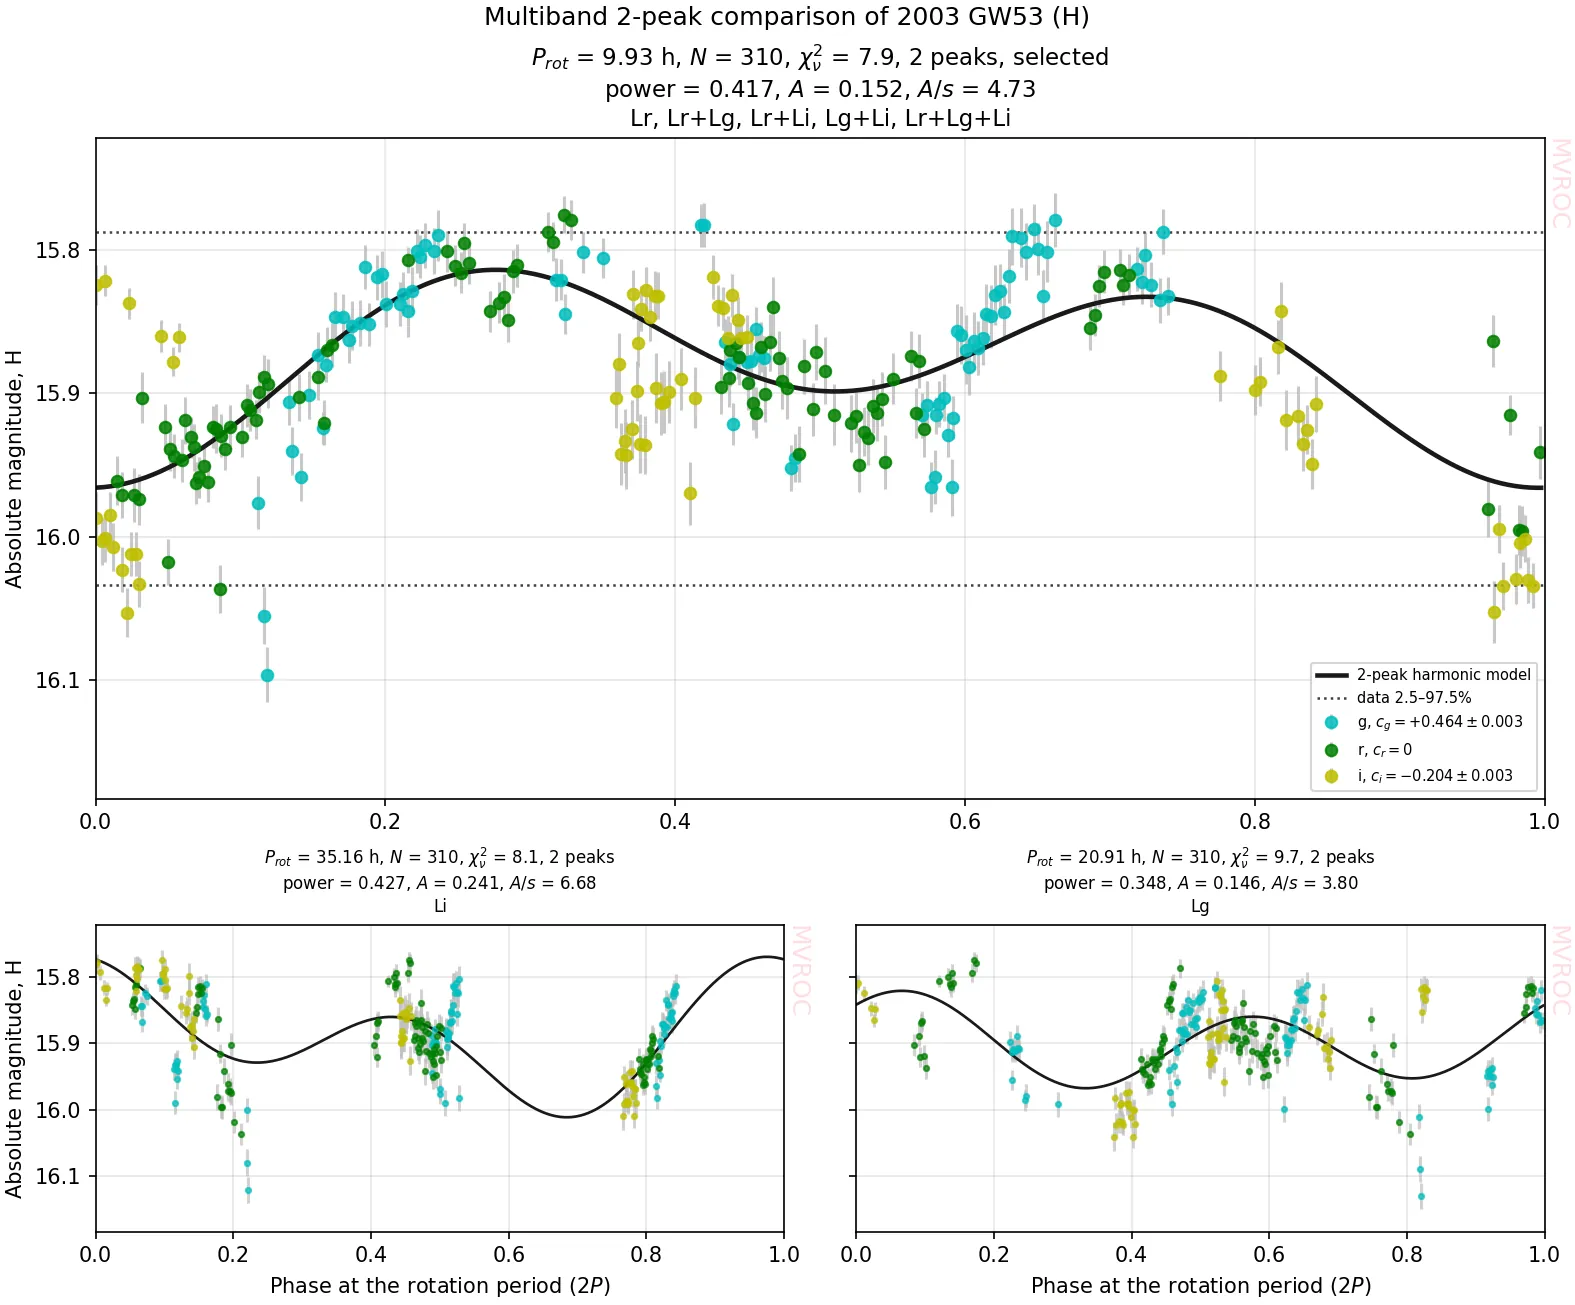 Multiband 2-peak comparison of 2003 GW53 (H)
P_rot = 9.93 h, N = 310, χ²_ν = 7.9, 2 peaks, selected
power = 0.417, A = 0.152, A/s = 4.73
Lr, Lr+Lg, Lr+Li, Lg+Li, Lr+Lg+Li
MVROC
Absolute magnitude, H
15.8
15.9
16.0
16.1
2-peak harmonic model
data 2.5–97.5%
g, c_g = +0.464 ± 0.003
r, c_r = 0
i, c_i = −0.204 ± 0.003
0.0 0.2 0.4 0.6 0.8 1.0
P_rot = 35.16 h, N = 310, χ²_ν = 8.1, 2 peaks
power = 0.427, A = 0.241, A/s = 6.68
Li
MVROC
Absolute magnitude, H
15.8
15.9
16.0
16.1
0.0 0.2 0.4 0.6 0.8 1.0
Phase at the rotation period (2P)
P_rot = 20.91 h, N = 310, χ²_ν = 9.7, 2 peaks
power = 0.348, A = 0.146, A/s = 3.80
Lg
MVROC
0.0 0.2 0.4 0.6 0.8 1.0
Phase at the rotation period (2P)